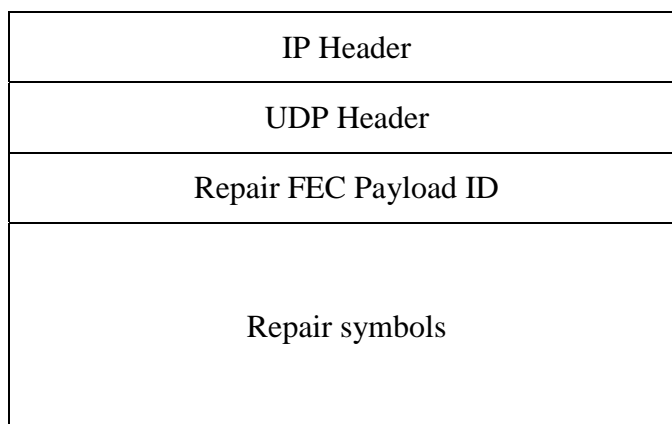 IP Header
UDP Header
Repair FEC Payload ID
Repair symbols